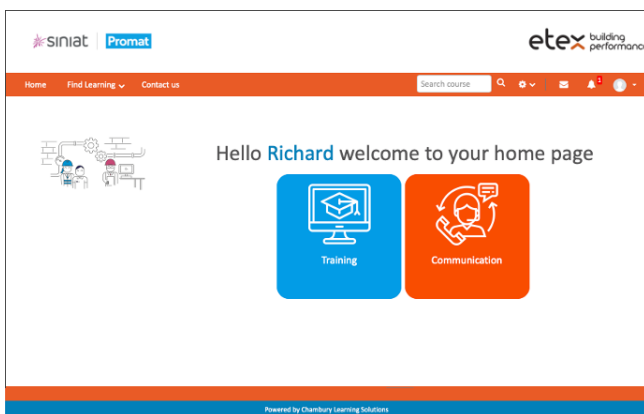 siniat Promat
etex building
performance
Home Find Learning Contact us Search course 1
Hello Richard welcome to your home page
Training Communication
Powered by Chambury Learning Solutions